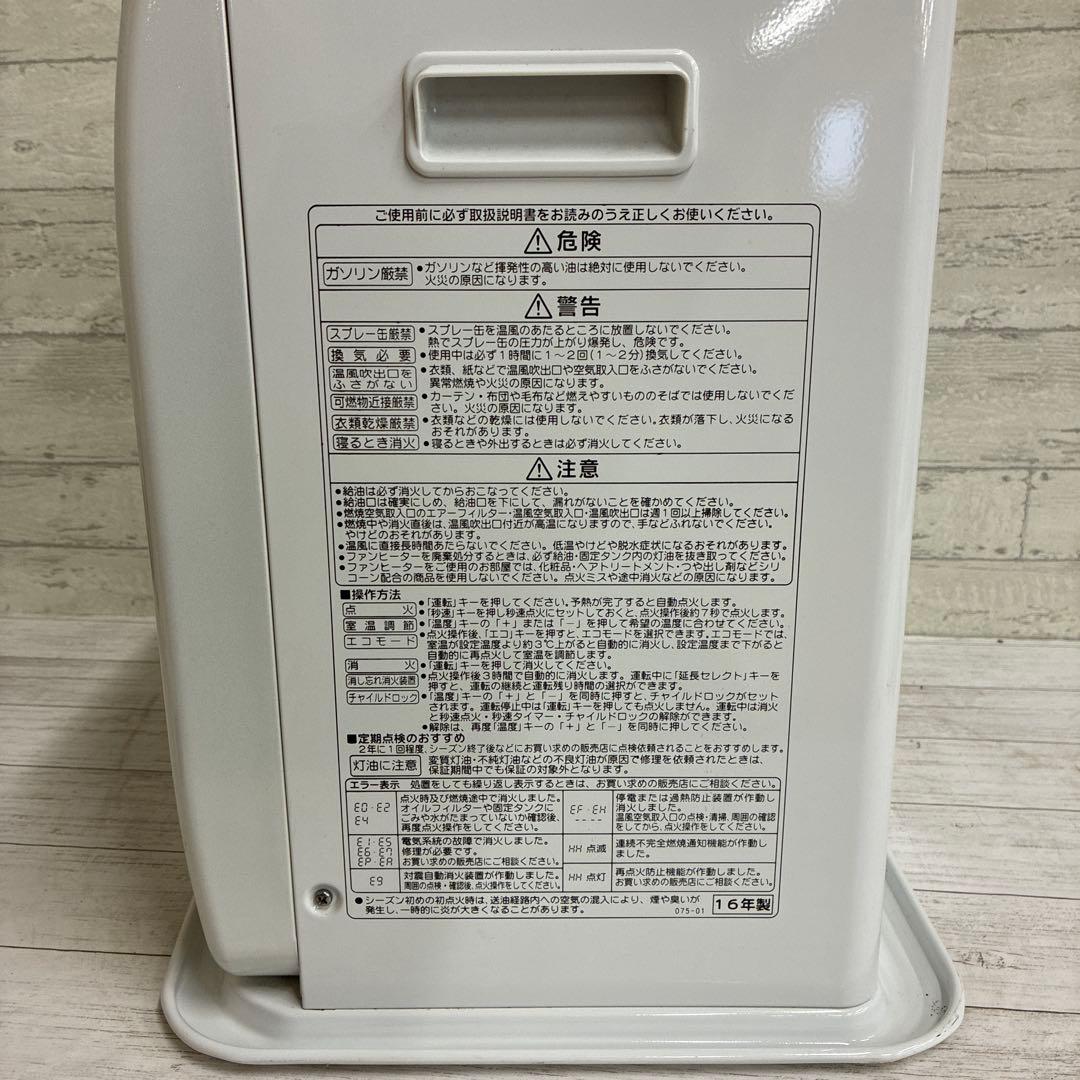 ご使用前に必ず取扱説明書をお読みのうえ正しくお使いください。
⚠危険
ガソリン厳禁 ●ガソリンなど揮発性の高い油は絶対に使用しないでください。
火災の原因になります。
⚠警告
スプレー缶厳禁 ●スプレー缶を温風のあたるところに放置しないでください。
熱でスプレー缶の圧力が上がり爆発し、危険です。
換気必要 ●使用中は必ず1時間に1〜2回(1〜2分)換気してください。
温風吹出口をふさがない ●衣類、紙などで温風吹出口や空気取入口をふさがないでください。
異常燃焼や火災の原因になります。
可燃物近接厳禁 ●カーテン・布団や毛布など燃えやすいもののそばでは使用しないでくだ
さい。火災の原因になります。
衣類乾燥厳禁 ●衣類などの乾燥には使用しないでください。衣類が落下し、火災になる
おそれがあります。
寝るとき消火 ●寝るときや外出するときは必ず消火してください。
⚠注意
●給油は必ず消火してからおこなってください。
●給油口は確実にしめ、給油口を下にして、漏れがないことを確かめてください。
●燃焼空気取入口のエアーフィルター・温風空気取入口・温風吹出口は週1回以上掃除してください。
●燃焼中や消火直後は、温風吹出口付近が高温になりますので、手などふれないでください。
やけどのおそれがあります。
●温風に直接長時間あたらないでください。低温やけどや脱水症状になるおそれがあります。
●ファンヒーターを廃棄処分するときは、必ず給油・固定タンク内の灯油を抜き取ってください。
●ファンヒーターをご使用のお部屋では、化粧品・ヘアトリートメント・つや出し剤などシリ
コーン配合の商品を使用しないでください。点火ミスや途中消火などの原因になります。
■操作方法
点火 ●「運転」キーを押してください。予熱が完了すると自動点火します。
●「秒速」キーを押し秒速点火にセットしておくと、点火操作後約7秒で点火します。
室温調節 ●「温度」キーの「+」または「−」を押して希望の温度に合わせてください。
エコモード ●点火操作後、「エコ」キーを押すと、エコモードを選択できます。エコモードでは、
室温が設定温度より約3℃上がると自動的に消火し、設定温度まで下がると
自動的に再点火して室温を調節します。
消火 ●「運転」キーを押して消火してください。
消し忘れ消火装置 ●点火操作後3時間で自動的に消火します。運転中に「延長セレクト」キーを
押すと、運転の継続と運転残り時間の選択ができます。
チャイルドロック ●「温度」キーの「+」と「−」を同時に押すと、チャイルドロックがセット
されます。運転停止中は「運転」キーを押しても点火しません。運転中は消火
と秒速点火・秒速タイマー・チャイルドロックの解除ができます。
●解除は、再度「温度」キーの「+」と「−」を同時に押してください。
■定期点検のおすすめ
2年に1回程度、シーズン終了後などにお買い求めの販売店に点検依頼されることをおすすめします。
灯油に注意 変質灯油・不純灯油などの不良灯油が原因で修理を依頼されたときは、
保証期間中でも保証の対象外となります。
エラー表示 処置をしても繰り返し表示するときは、お買い求めの販売店にご相談ください。
E0・E2
E4
点火時及び燃焼途中で消火しました。
オイルフィルターや固定タンクに
ごみや水がたまっていないか確認後、
再度点火操作をしてください。
EF・EH
----
停電または過熱防止装置が作動し
消火しました。
温風空気取入口の点検・清掃、周囲の確認
をしてから、点火操作をしてください。
E1・E5
E6・E7
EP・EA
電気系統の故障で消火しました。
修理が必要です。
お買い求めの販売店にご相談ください。
HH 点滅
連続不完全燃焼通知機能が作動し
ました。
E9
対震自動消火装置が作動しました。
周囲の点検・確認後、点火操作をしてください。
HH 点灯
再点火防止機能が作動しました。
お買い求めの販売店にご相談ください。
●シーズン初めの初点火時は、送油経路内への空気の混入により、煙や臭いが
発生し、一時的に炎が大きくなることがあります。
075-01
16年製